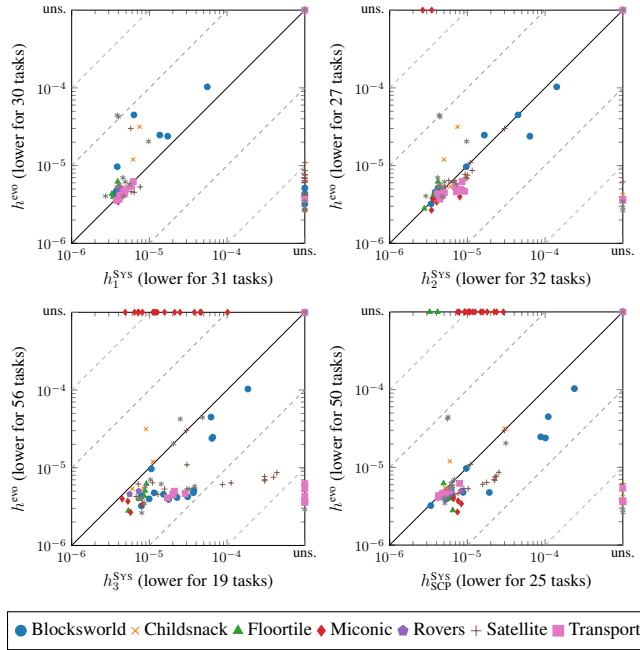 uns.
10^−4
10^−5
10^−6
h^evo (lower for 30 tasks)
10^−6 10^−5 10^−4 uns.
h_1^Sys (lower for 31 tasks)
uns.
10^−4
10^−5
10^−6
h^evo (lower for 27 tasks)
10^−6 10^−5 10^−4 uns.
h_2^Sys (lower for 32 tasks)
uns.
10^−4
10^−5
10^−6
h^evo (lower for 56 tasks)
10^−6 10^−5 10^−4 uns.
h_3^Sys (lower for 19 tasks)
uns.
10^−4
10^−5
10^−6
h^evo (lower for 50 tasks)
10^−6 10^−5 10^−4 uns.
h_SCP^Sys (lower for 25 tasks)
Blocksworld Childsnack Floortile Miconic Rovers Satellite Transport